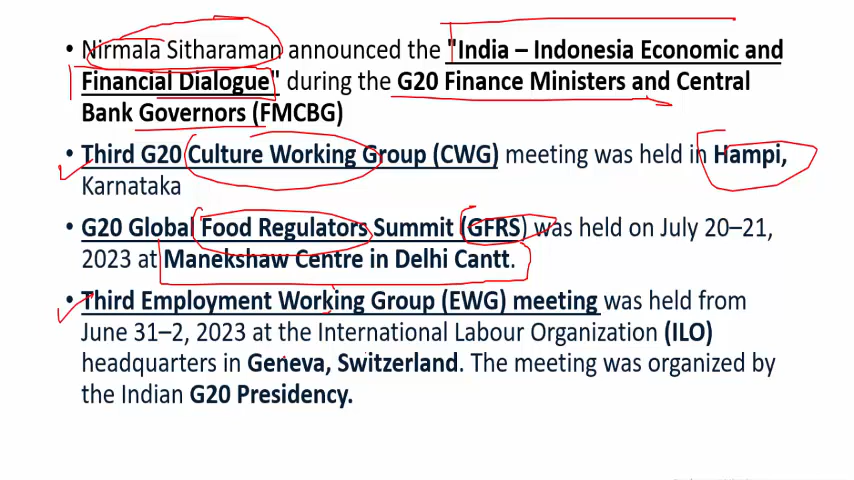 • Nirmala Sitharaman announced the "India – Indonesia Economic and
Financial Dialogue" during the G20 Finance Ministers and Central
Bank Governors (FMCBG)
• Third G20 Culture Working Group (CWG) meeting was held in Hampi,
Karnataka
• G20 Global Food Regulators Summit (GFRS) was held on July 20–21,
2023 at Manekshaw Centre in Delhi Cantt.
• Third Employment Working Group (EWG) meeting was held from
June 31–2, 2023 at the International Labour Organization (ILO)
headquarters in Geneva, Switzerland. The meeting was organized by
the Indian G20 Presidency.